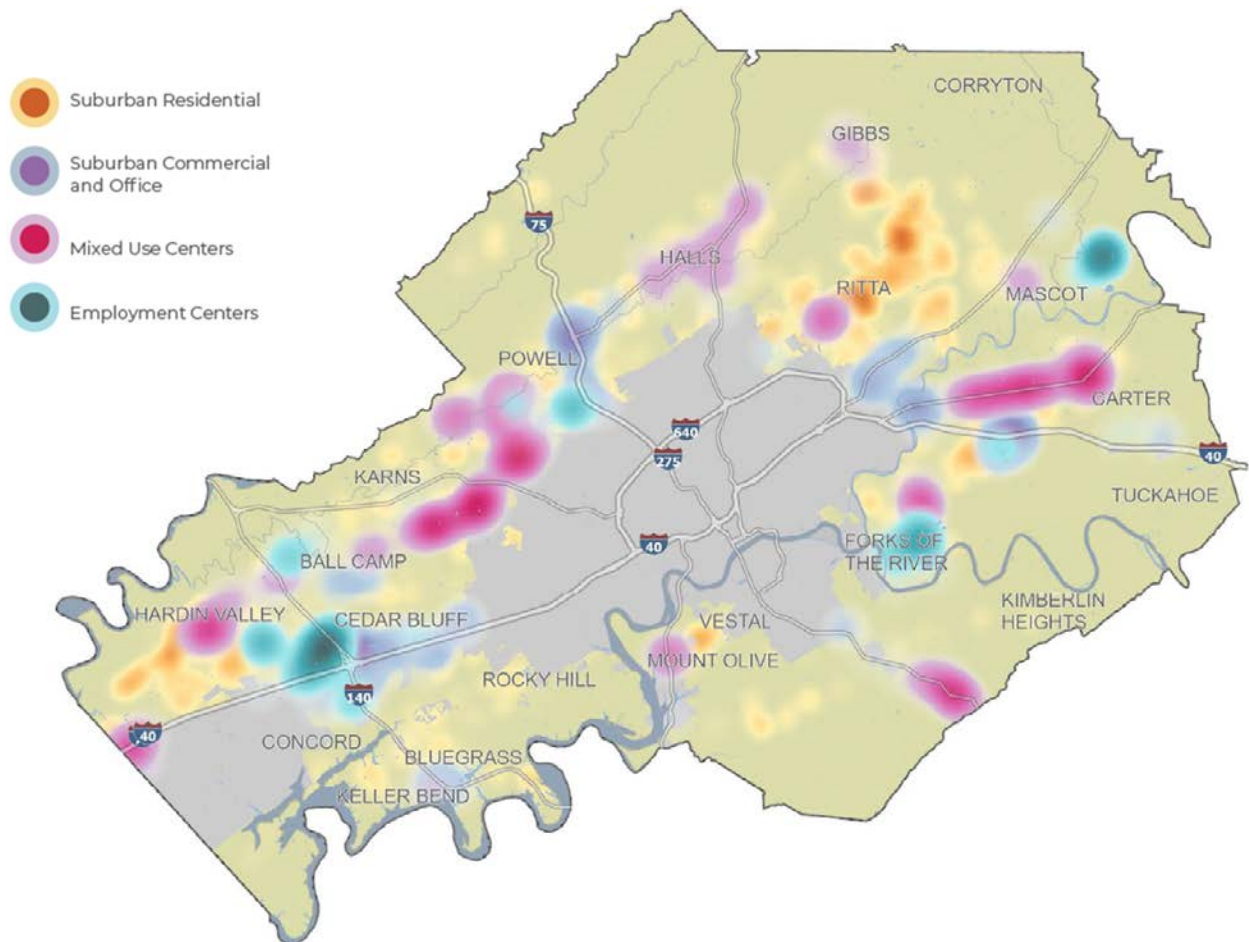 Suburban Residential
Suburban Commercial
and Office
Mixed Use Centers
Employment Centers
CORRYTON
GIBBS
75
HALLS
RITTA
MASCOT
POWELL
CARTER
640
275
40
KARNS
TUCKAHOE
40
BALL CAMP
FORKS OF
THE RIVER
HARDIN VALLEY
CEDAR BLUFF
VESTAL
KIMBERLIN
HEIGHTS
MOUNT OLIVE
ROCKY HILL
140
40
CONCORD
BLUEGRASS
KELLER BEND